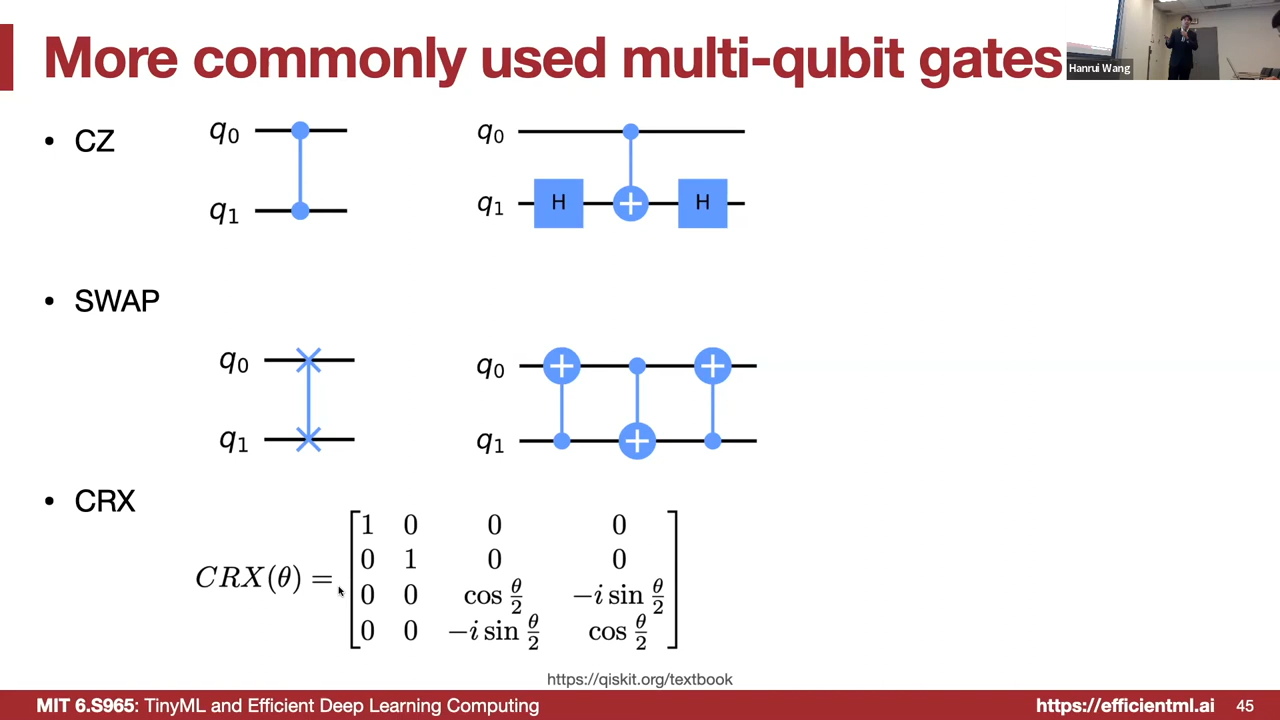 More commonly used multi-qubit gates
Hanrui Wang
• CZ
q0
q1
q0
q1
H
H
• SWAP
q0
q1
q0
q1
• CRX
CRX(θ) =
1 0 0 0
0 1 0 0
0 0 cos θ/2 −i sin θ/2
0 0 −i sin θ/2 cos θ/2
https://qiskit.org/textbook
MIT 6.S965: TinyML and Efficient Deep Learning Computing
https://efficientml.ai
45